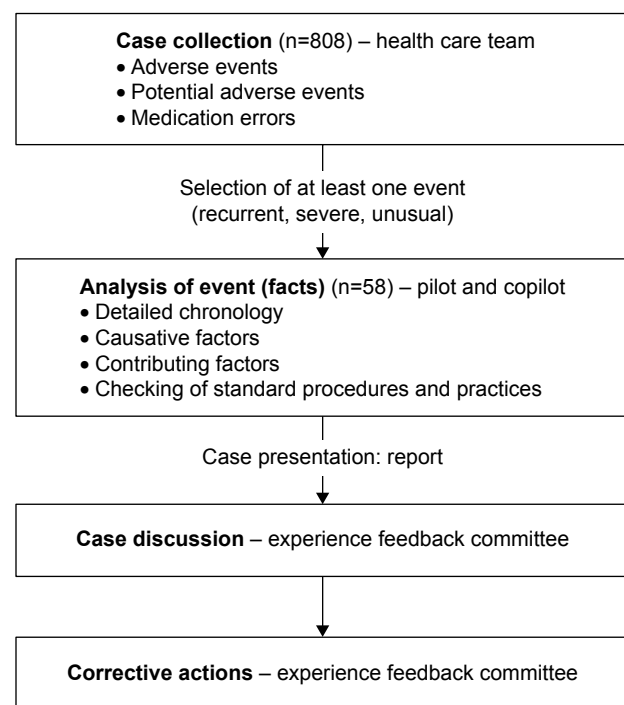 Case collection (n=808) – health care team
• Adverse events
• Potential adverse events
• Medication errors
Selection of at least one event
(recurrent, severe, unusual)
Analysis of event (facts) (n=58) – pilot and copilot
• Detailed chronology
• Causative factors
• Contributing factors
• Checking of standard procedures and practices
Case presentation: report
Case discussion – experience feedback committee
Corrective actions – experience feedback committee